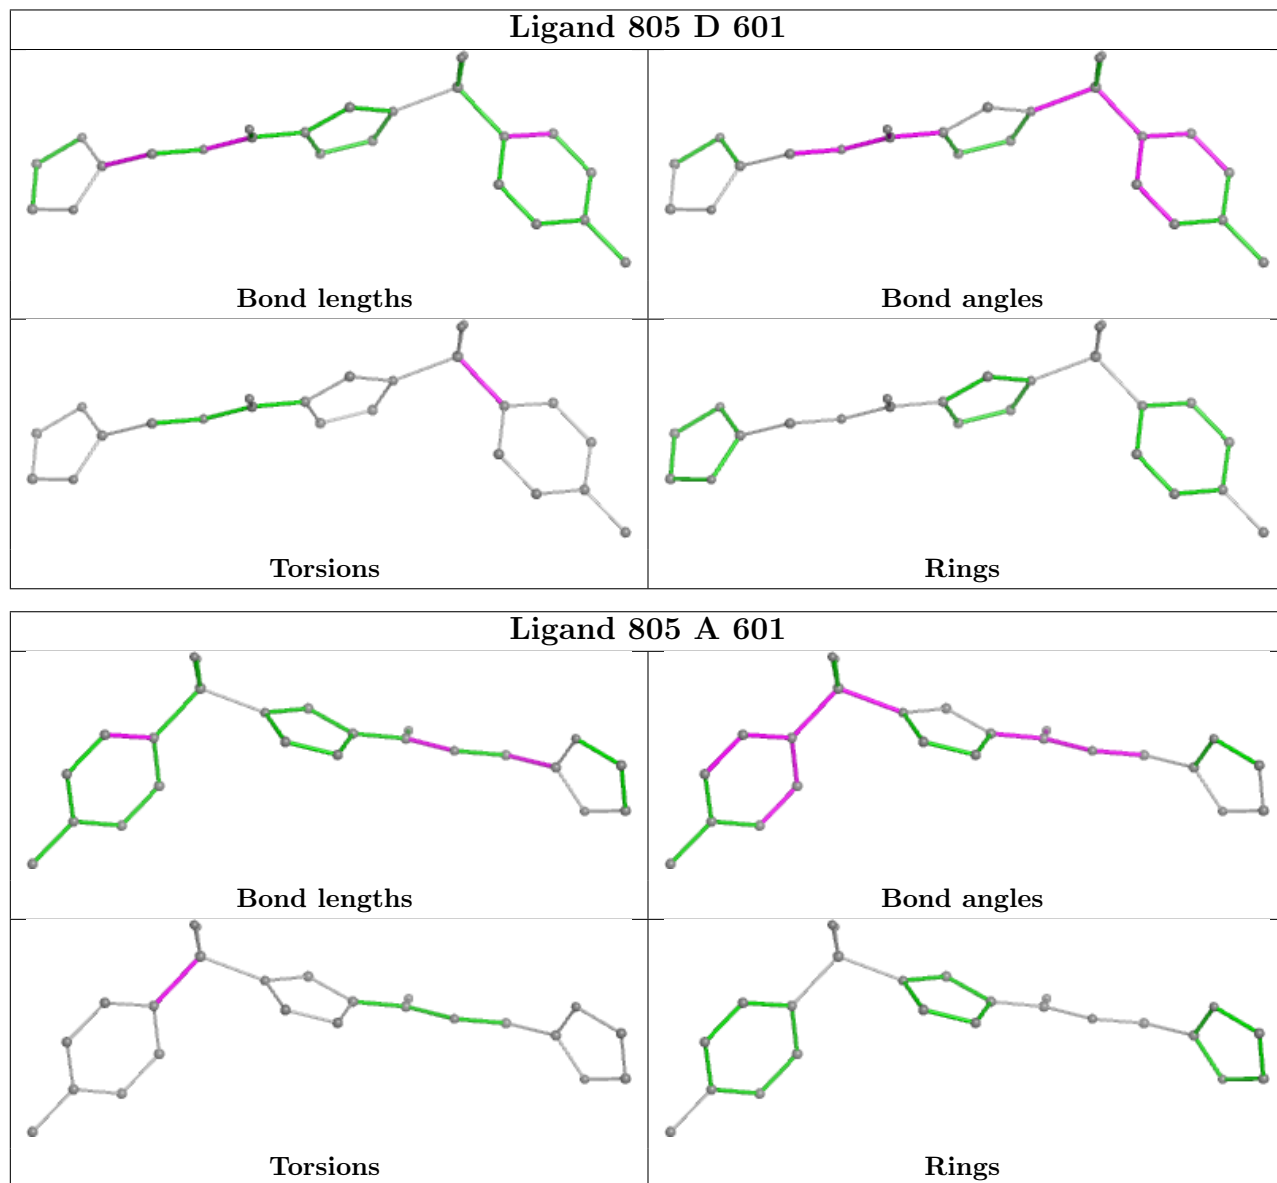 Ligand 805 D 601
Bond lengths
Bond angles
Torsions
Rings
Ligand 805 A 601
Bond lengths
Bond angles
Torsions
Rings